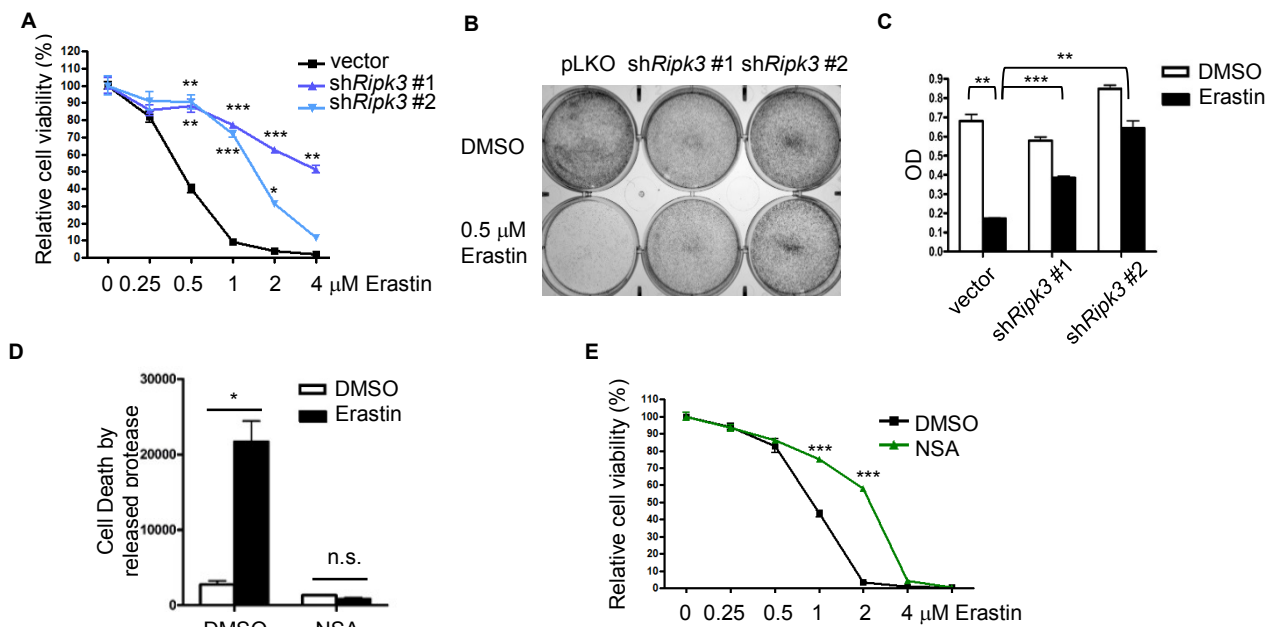 A
Relative cell viability (%)
120
110
100
90
80
70
60
50
40
30
20
10
0
** *** *** **
** *** *
vector
shRipk3 #1
shRipk3 #2
0 0.25 0.5 1 2 4 μM Erastin
B
pLKO shRipk3 #1 shRipk3 #2
DMSO
0.5 μM
Erastin
C
OD
0.9
0.8
0.7
0.6
0.5
0.4
0.3
0.2
0.1
0.0
**
** ***
DMSO
Erastin
vector
shRipk3 #1
shRipk3 #2
D
Cell Death by
released protease
30000
20000
10000
0
*
n.s.
DMSO
Erastin
DMSO NSA
E
Relative cell viability (%)
110
100
90
80
70
60
50
40
30
20
10
0
*** ***
DMSO
NSA
0 0.25 0.5 1 2 4 μM Erastin